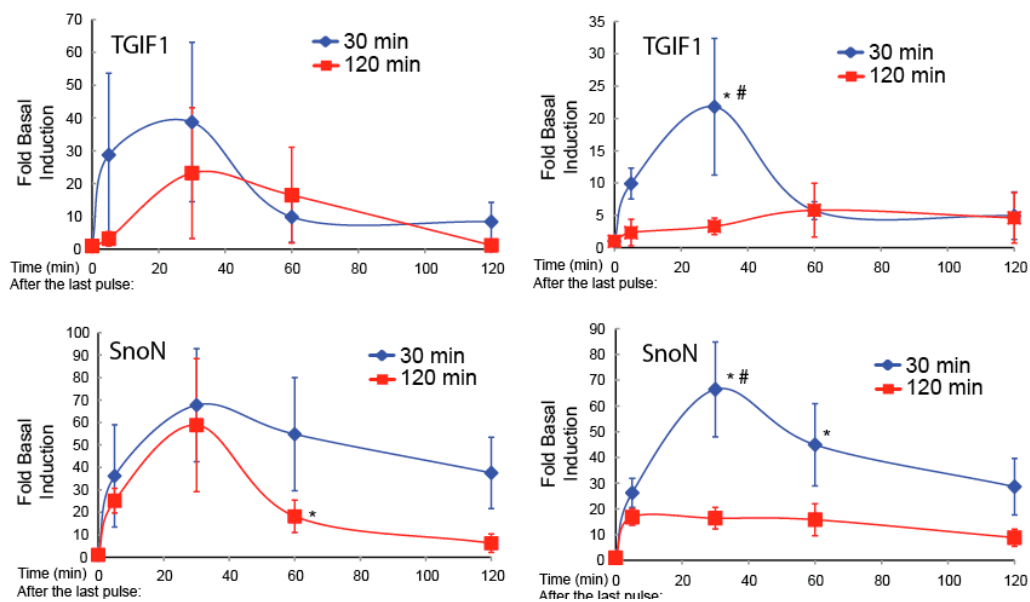 TGIF1
30 min
120 min
Fold Basal
Induction
70
60
50
40
30
20
10
0
0 20 40 60 80 100 120
Time (min)
After the last pulse:
TGIF1
30 min
120 min
* #
Fold Basal
Induction
35
30
25
20
15
10
5
0
0 20 40 60 80 100 120
Time (min)
After the last pulse:
SnoN
30 min
120 min
*
Fold Basal
Induction
100
90
80
70
60
50
40
30
20
10
0
0 20 40 60 80 100 120
Time (min)
After the last pulse:
SnoN
30 min
120 min
* #
*
Fold Basal
Induction
90
80
70
60
50
40
30
20
10
0
0 20 40 60 80 100 120
Time (min)
After the last pulse: